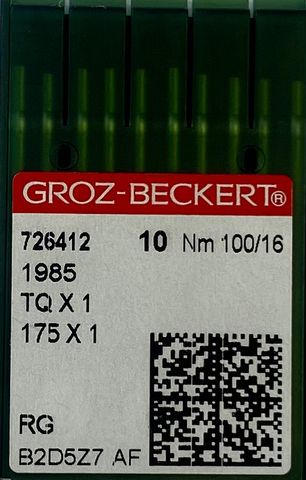 GROZ-BECKERT®
726412 10 Nm 100/16
1985
TQ X 1
175 X 1
RG
B2D5Z7 AF